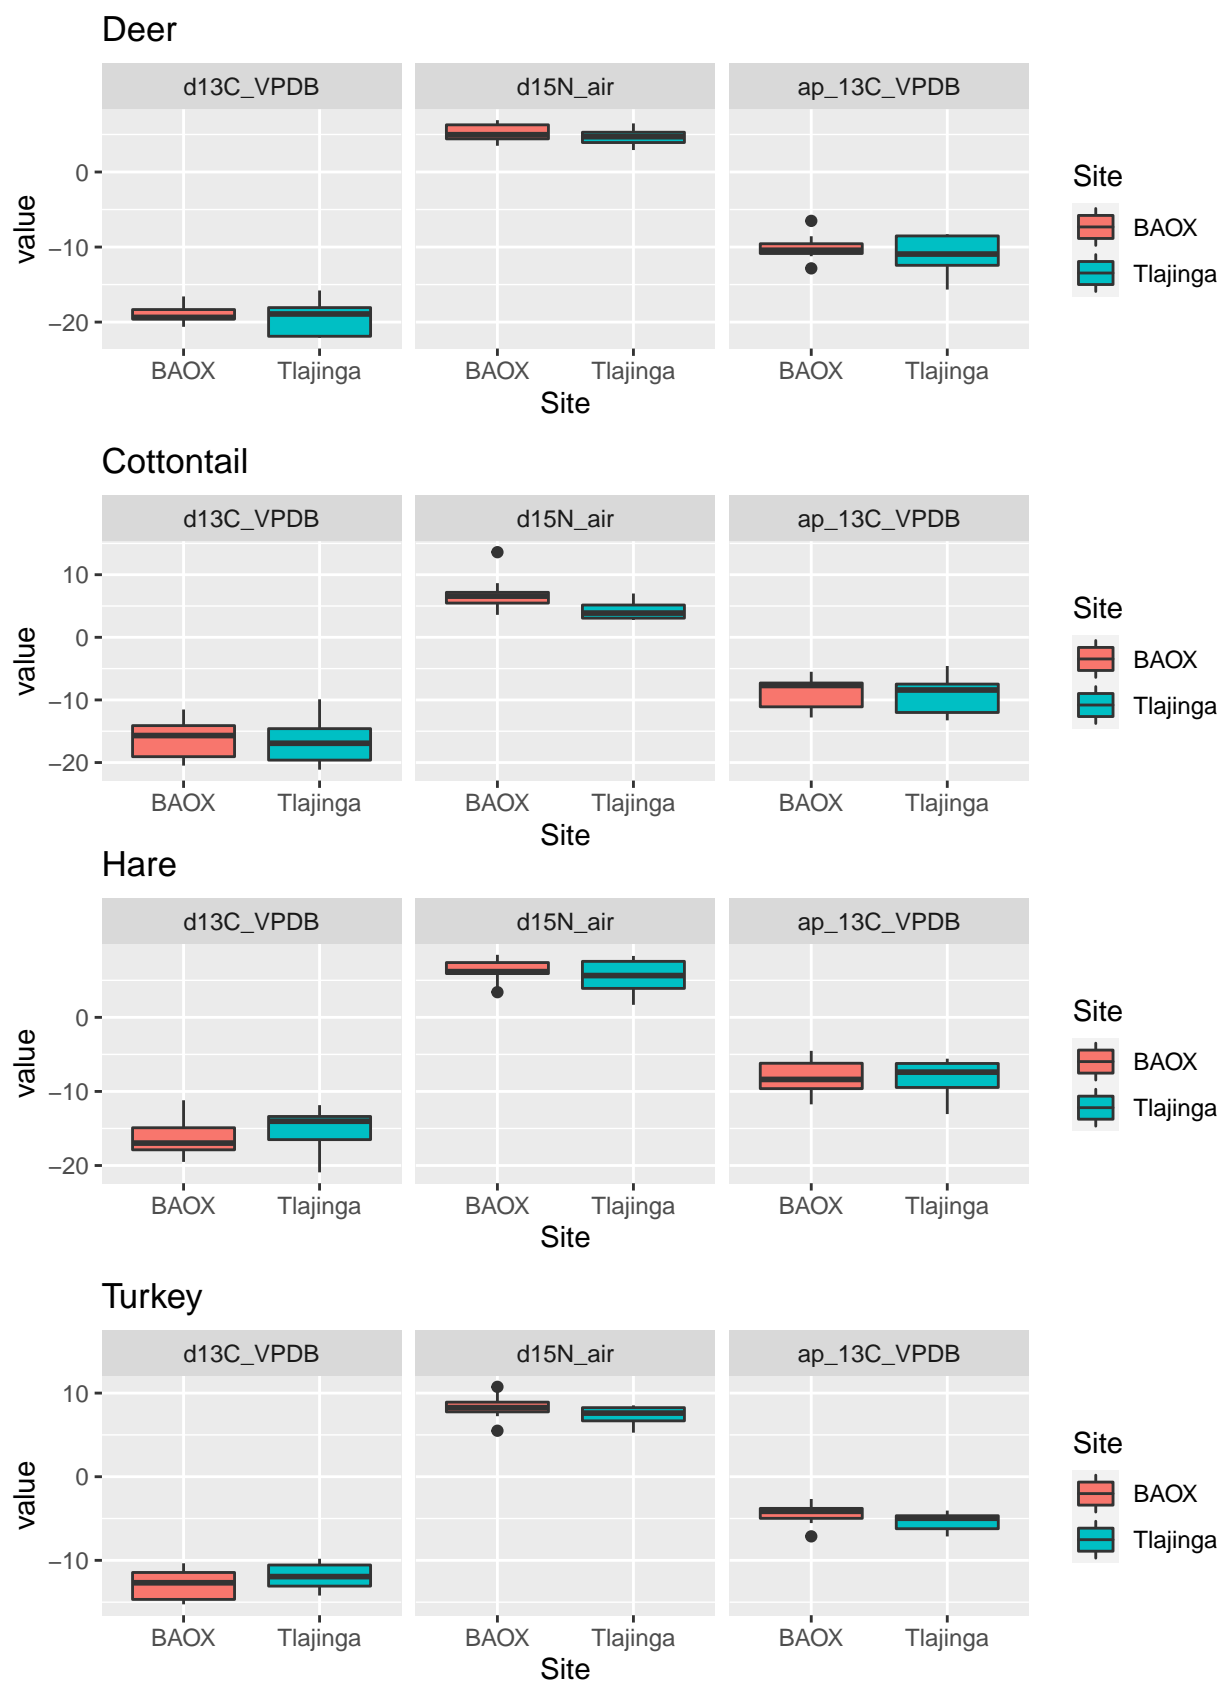 Deer
d13C_VPDB d15N_air ap_13C_VPDB
0
−10
−20
value
BAOX Tlajinga BAOX Tlajinga BAOX Tlajinga
Site
Site
BAOX
Tlajinga
Cottontail
d13C_VPDB d15N_air ap_13C_VPDB
10
0
−10
−20
value
BAOX Tlajinga BAOX Tlajinga BAOX Tlajinga
Site
Site
BAOX
Tlajinga
Hare
d13C_VPDB d15N_air ap_13C_VPDB
0
−10
−20
value
BAOX Tlajinga BAOX Tlajinga BAOX Tlajinga
Site
Site
BAOX
Tlajinga
Turkey
d13C_VPDB d15N_air ap_13C_VPDB
10
0
−10
value
BAOX Tlajinga BAOX Tlajinga BAOX Tlajinga
Site
Site
BAOX
Tlajinga